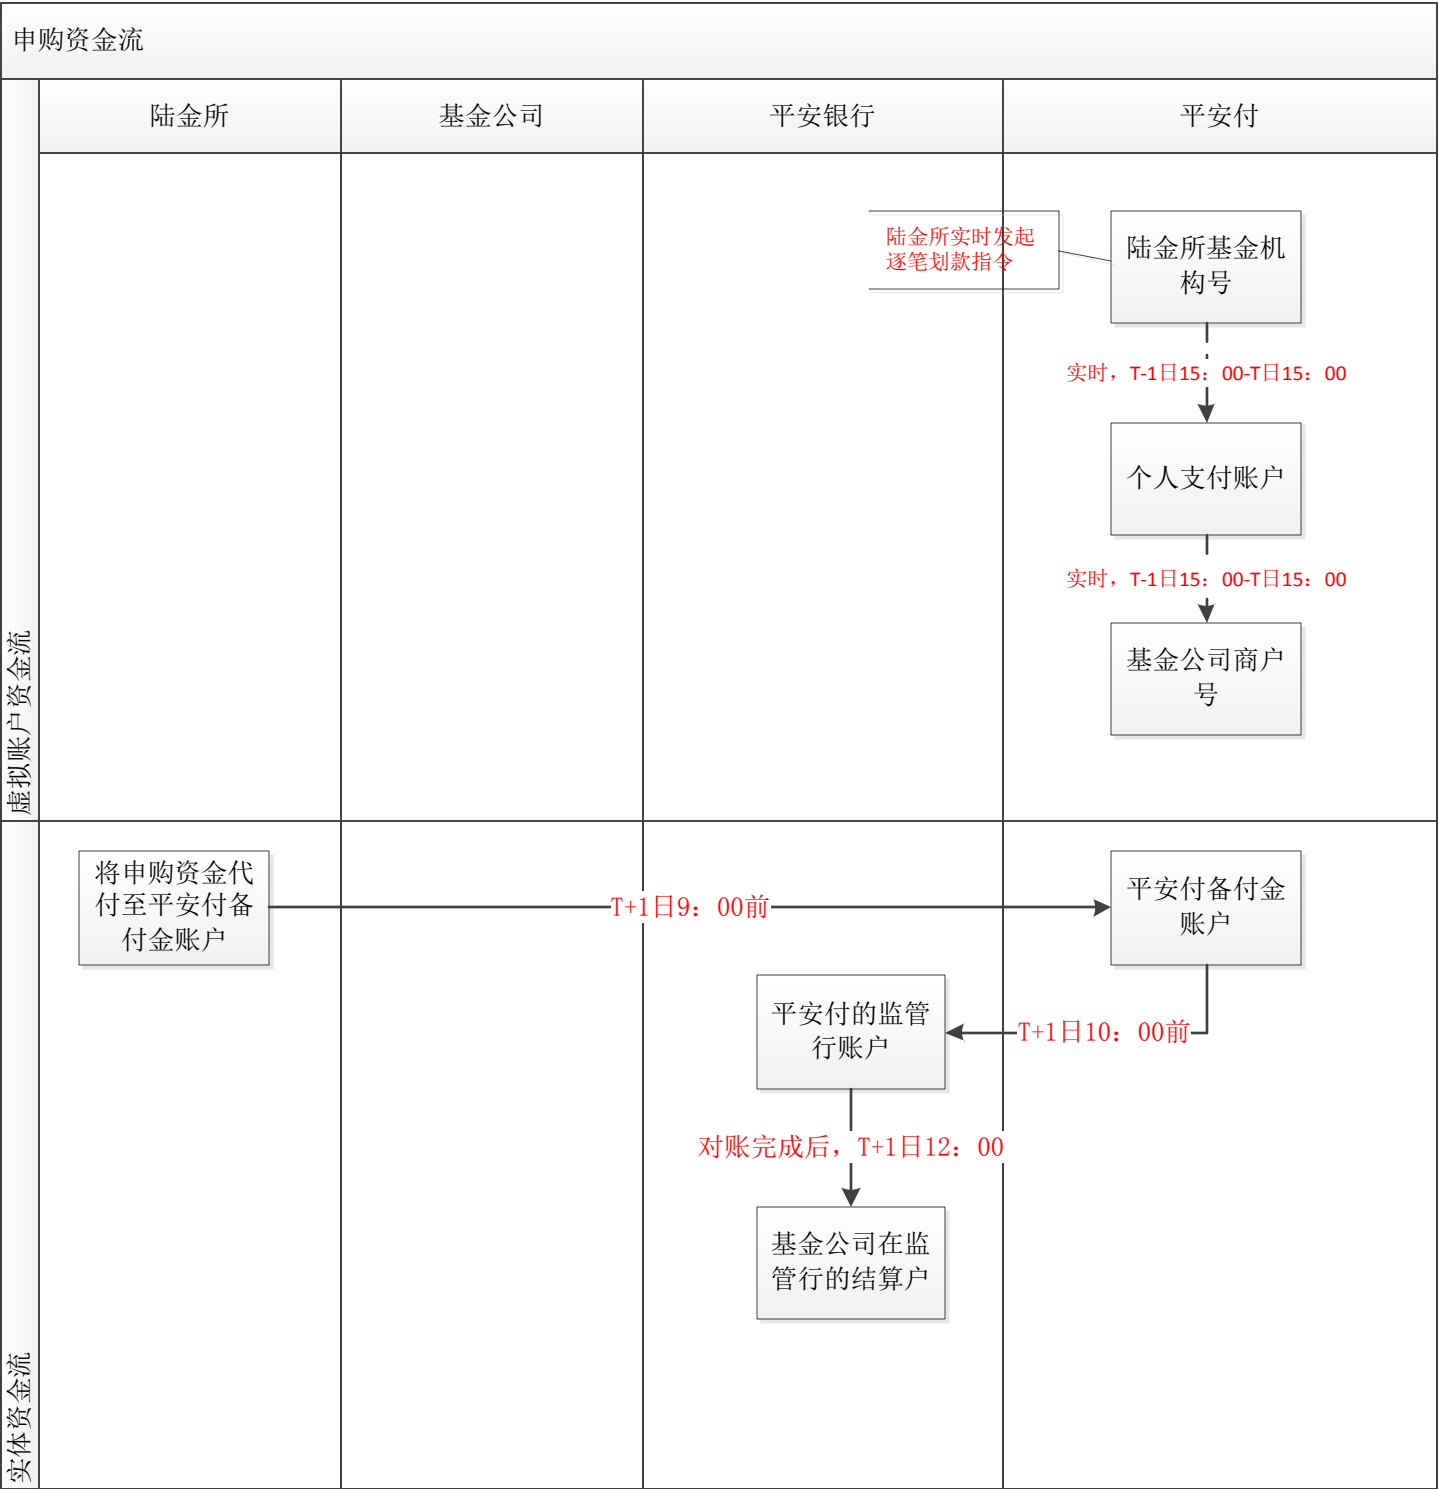 申购资金流
陆金所
基金公司
平安银行
平安付
虚拟账户资金流
陆金所实时发起
逐笔划款指令
陆金所基金机
构号
实时，T-1日15：00-T日15：00
个人支付账户
实时，T-1日15：00-T日15：00
基金公司商户
号
实体资金流
将申购资金代
付至平安付备
付金账户
T+1日9：00前
平安付备付金
账户
平安付的监管
行账户
T+1日10：00前
对账完成后，T+1日12：00
基金公司在监
管行的结算户